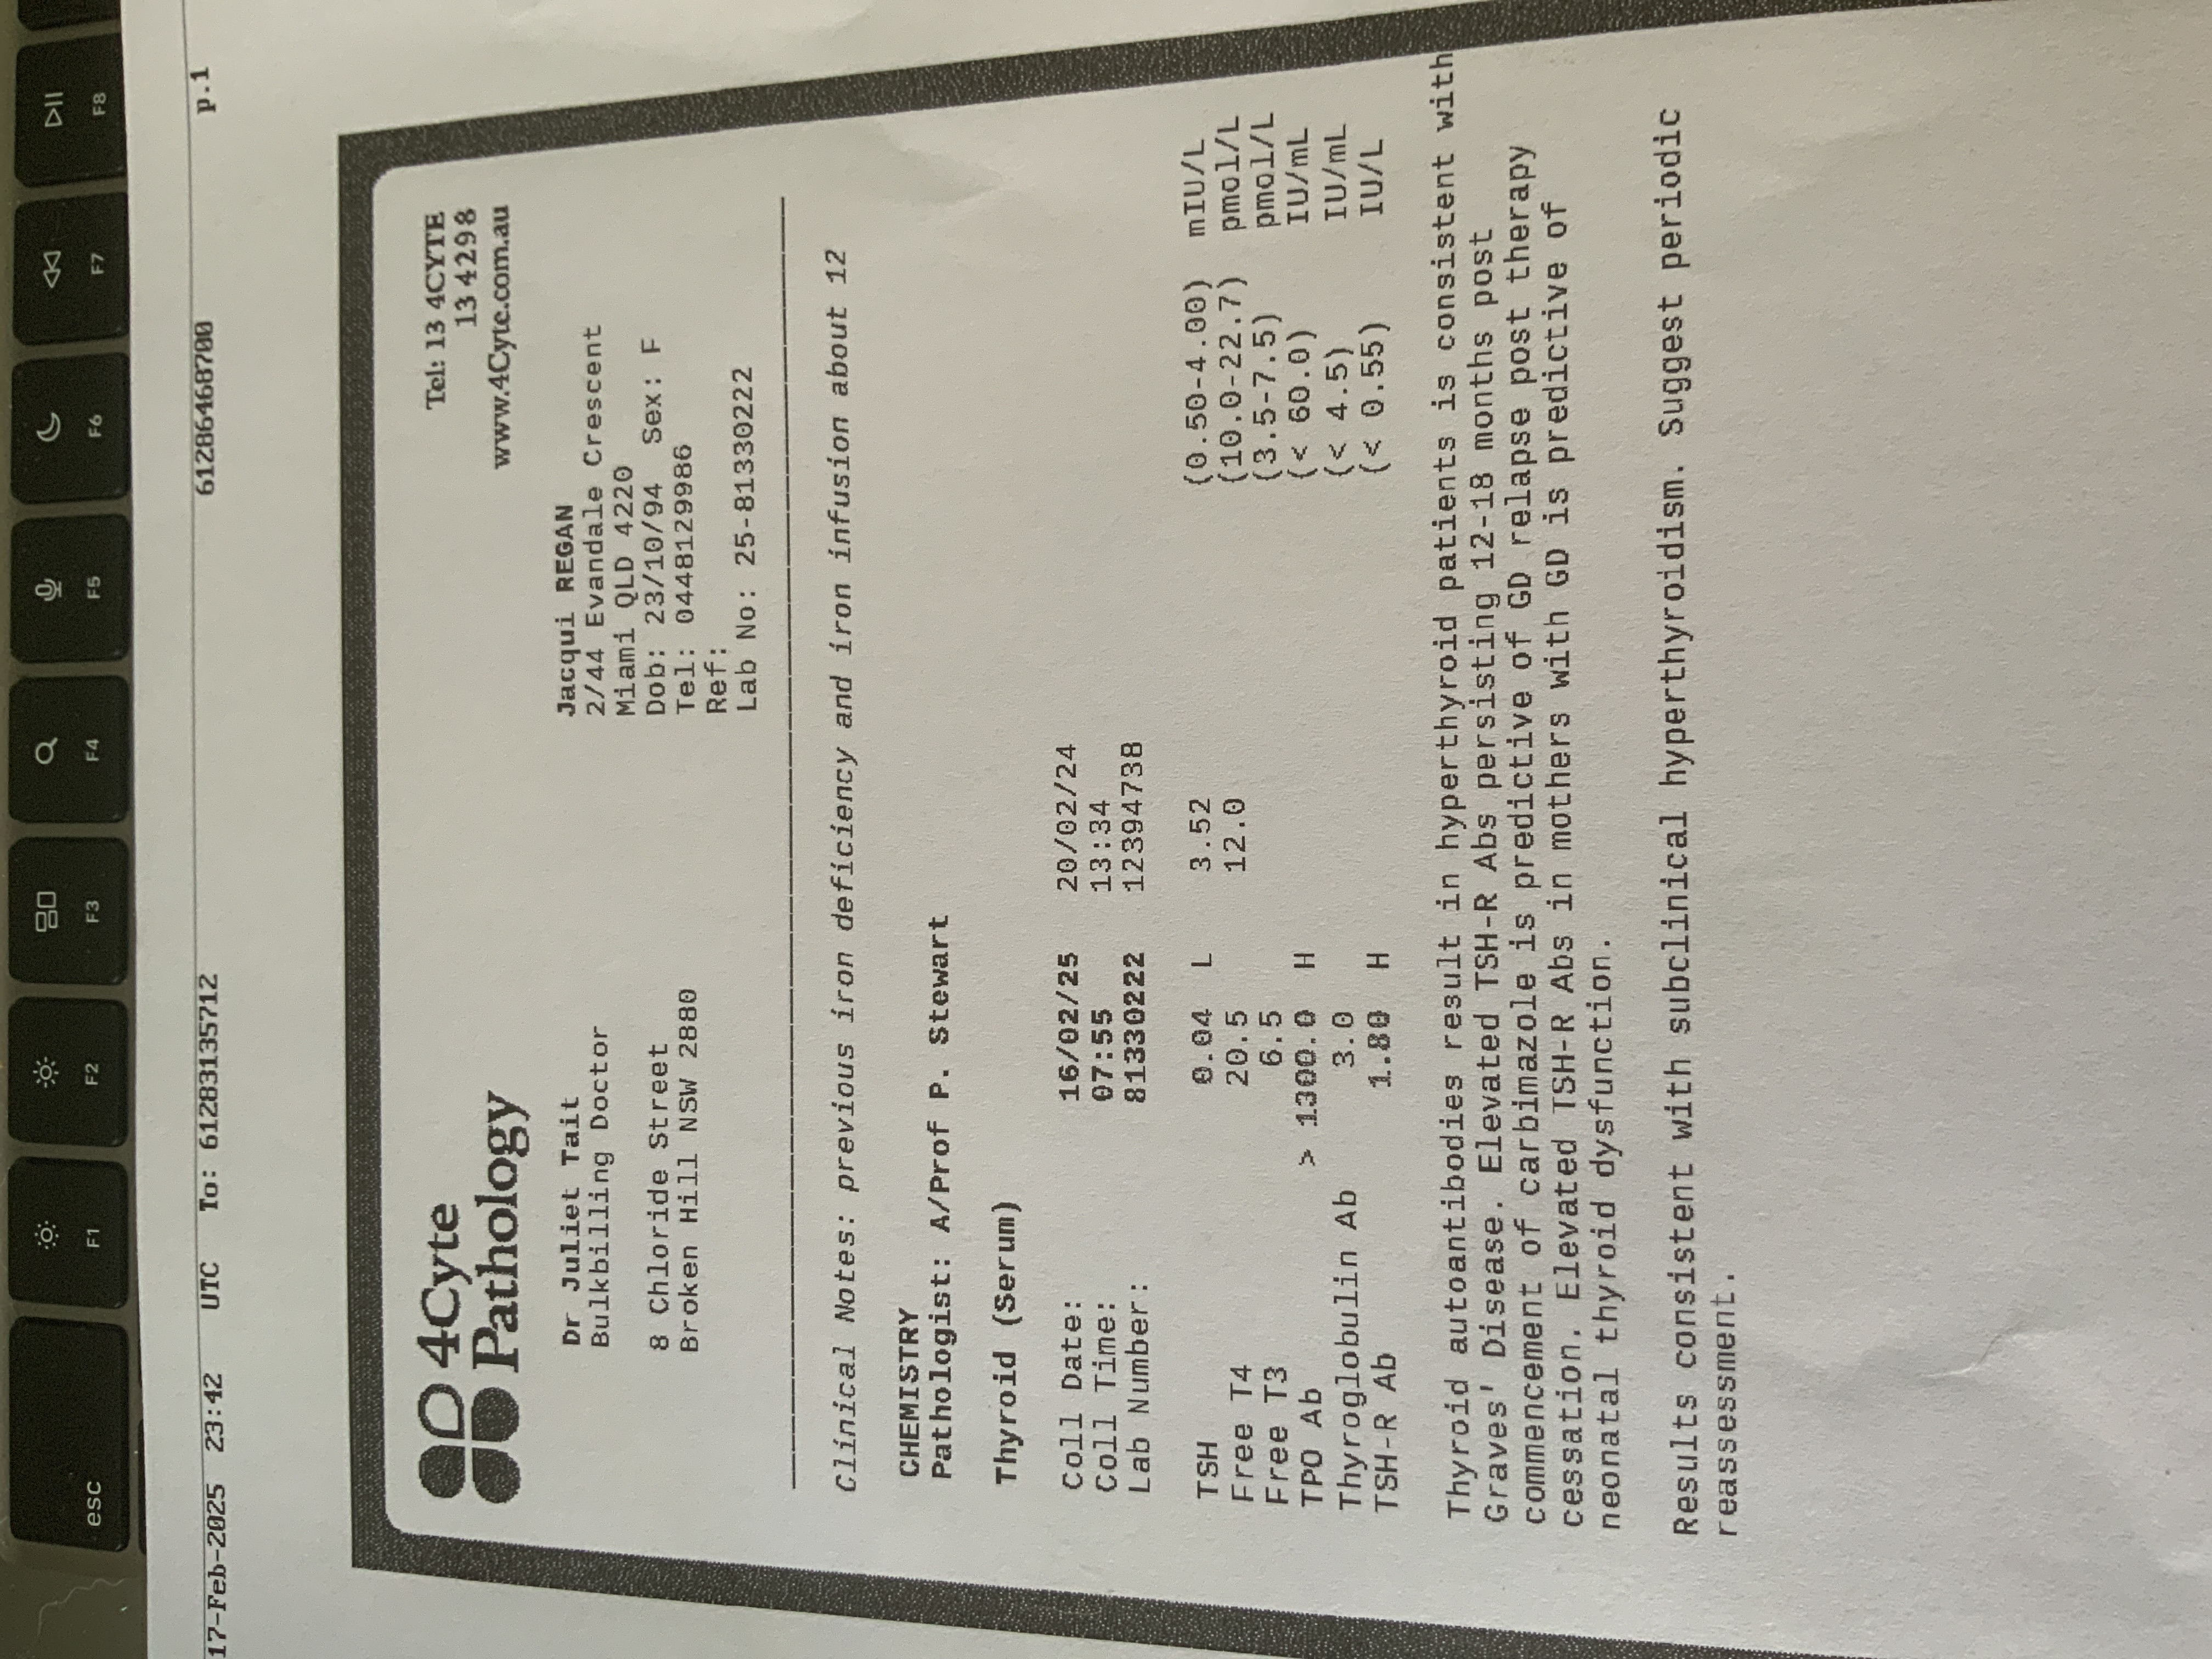 esc
F1
F2
F3
F4
F5
F6
F7
F8
17-Feb-2025 23:42 UTC To: 61283135712 61286468700 p.1
4Cyte
Pathology
Tel: 13 4CYTE
13 4298
www.4Cyte.com.au
Dr Juliet Tait
Bulkbilling Doctor
8 Chloride Street
Broken Hill NSW 2880
Jacqui REGAN
2/44 Evandale Crescent
Miami QLD 4220
Dob: 23/10/94 Sex: F
Tel: 0448129986
Ref:
Lab No: 25-81330222
Clinical Notes: previous iron deficiency and iron infusion about 12
CHEMISTRY
Pathologist: A/Prof P. Stewart
Thyroid (Serum)
Coll Date: 16/02/25 20/02/24
Coll Time: 07:55 13:34
Lab Number: 81330222 12394738
TSH 0.04 L 3.52 (0.50-4.00) mIU/L
Free T4 20.5 12.0 (10.0-22.7) pmol/L
Free T3 6.5 (3.5-7.5) pmol/L
TPO Ab > 1300.0 H (< 60.0) IU/mL
Thyroglobulin Ab 3.0 (< 4.5) IU/mL
TSH-R Ab 1.80 H (< 0.55) IU/L
Thyroid autoantibodies result in hyperthyroid patients is consistent with
Graves' Disease. Elevated TSH-R Abs persisting 12-18 months post
commencement of carbimazole is predictive of GD relapse post therapy
cessation. Elevated TSH-R Abs in mothers with GD is predictive of
neonatal thyroid dysfunction.
Results consistent with subclinical hyperthyroidism. Suggest periodic
reassessment.